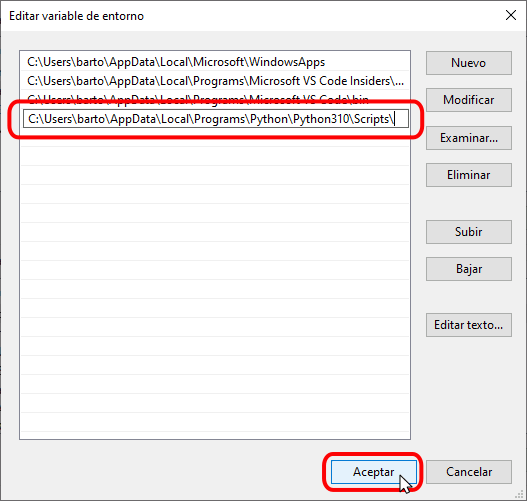 Editar variable de entorno
C:\Users\barto\AppData\Local\Microsoft\WindowsApps
C:\Users\barto\AppData\Local\Programs\Microsoft VS Code Insiders\...
C:\Users\barto\AppData\Local\Programs\Microsoft VS Code\bin
C:\Users\barto\AppData\Local\Programs\Python\Python310\Scripts\
Nuevo
Modificar
Examinar...
Eliminar
Subir
Bajar
Editar texto...
Aceptar
Cancelar